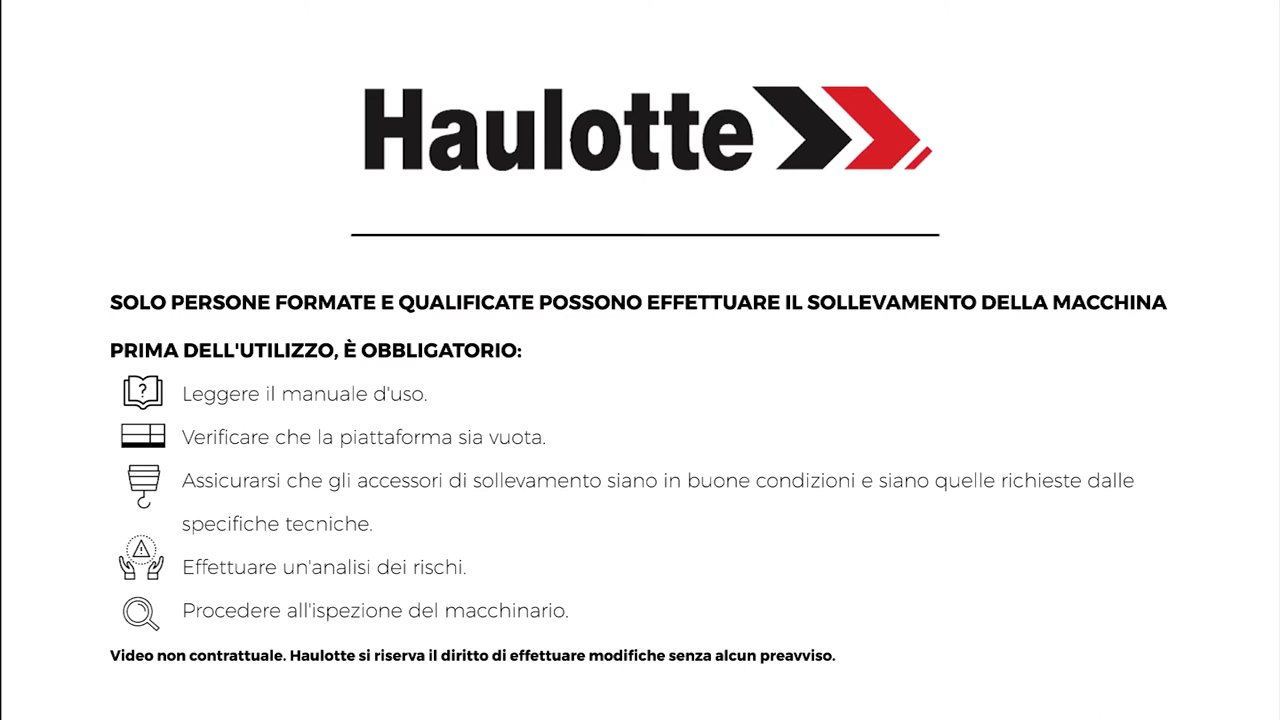 Haulotte
SOLO PERSONE FORMATE E QUALIFICATE POSSONO EFFETTUARE IL SOLLEVAMENTO DELLA MACCHINA
PRIMA DELL'UTILIZZO, È OBBLIGATORIO:
Leggere il manuale d'uso.
Verificare che la piattaforma sia vuota.
Assicurarsi che gli accessori di sollevamento siano in buone condizioni e siano quelle richieste dalle
specifiche tecniche.
Effettuare un'analisi dei rischi.
Procedere all'ispezione del macchinario.
Video non contrattuale. Haulotte si riserva il diritto di effettuare modifiche senza alcun preavviso.